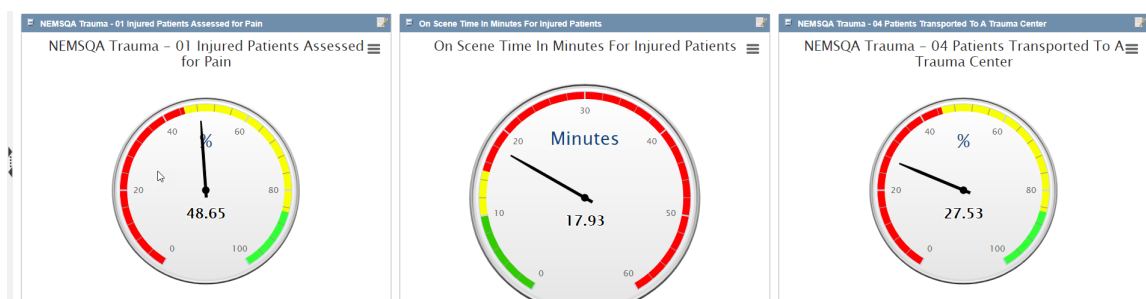 NEMSQA Trauma - 01 Injured Patients Assessed for Pain
NEMSQA Trauma – 01 Injured Patients Assessed
for Pain
%
0
20
40
60
80
100
48.65
On Scene Time In Minutes For Injured Patients
On Scene Time In Minutes For Injured Patients
Minutes
0
10
20
30
40
50
60
17.93
NEMSQA Trauma - 04 Patients Transported To A Trauma Center
NEMSQA Trauma – 04 Patients Transported To A
Trauma Center
%
0
20
40
60
80
100
27.53